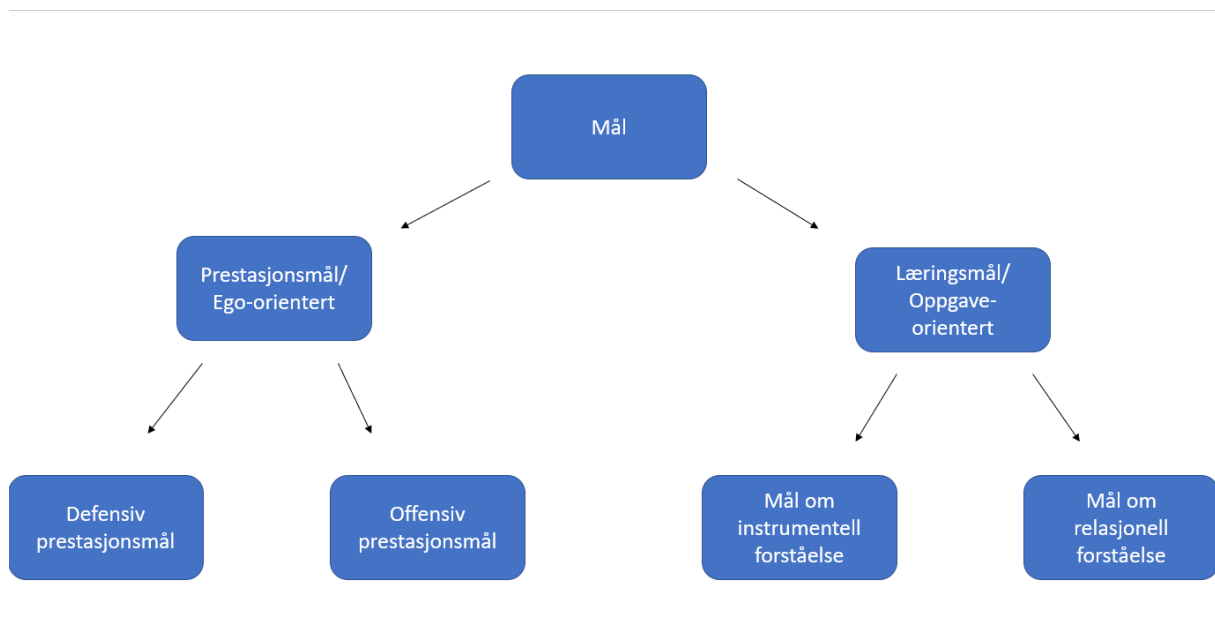 Mål
Prestasjonsmål/
Ego-orientert
Læringsmål/
Oppgave-
orientert
Defensiv
prestasjonsmål
Offensiv
prestasjonsmål
Mål om
instrumentell
forståelse
Mål om
relasjonell
forståelse